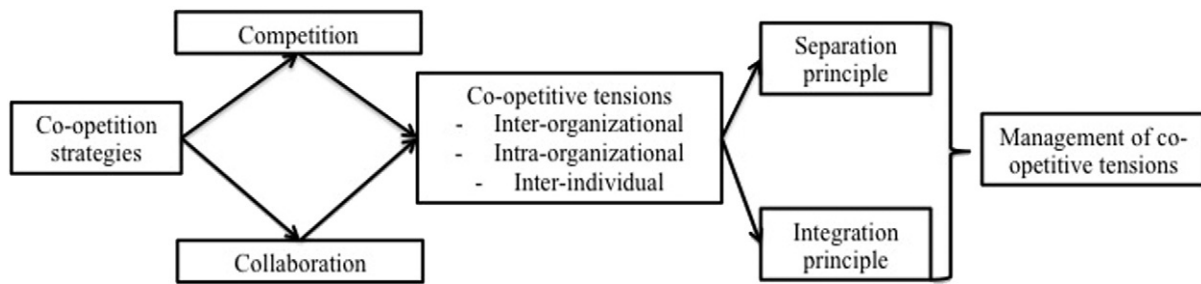 Co-opetition
strategies
Competition
Collaboration
Co-opetitive tensions
- Inter-organizational
- Intra-organizational
- Inter-individual
Separation
principle
Integration
principle
Management of co-
opetitive tensions